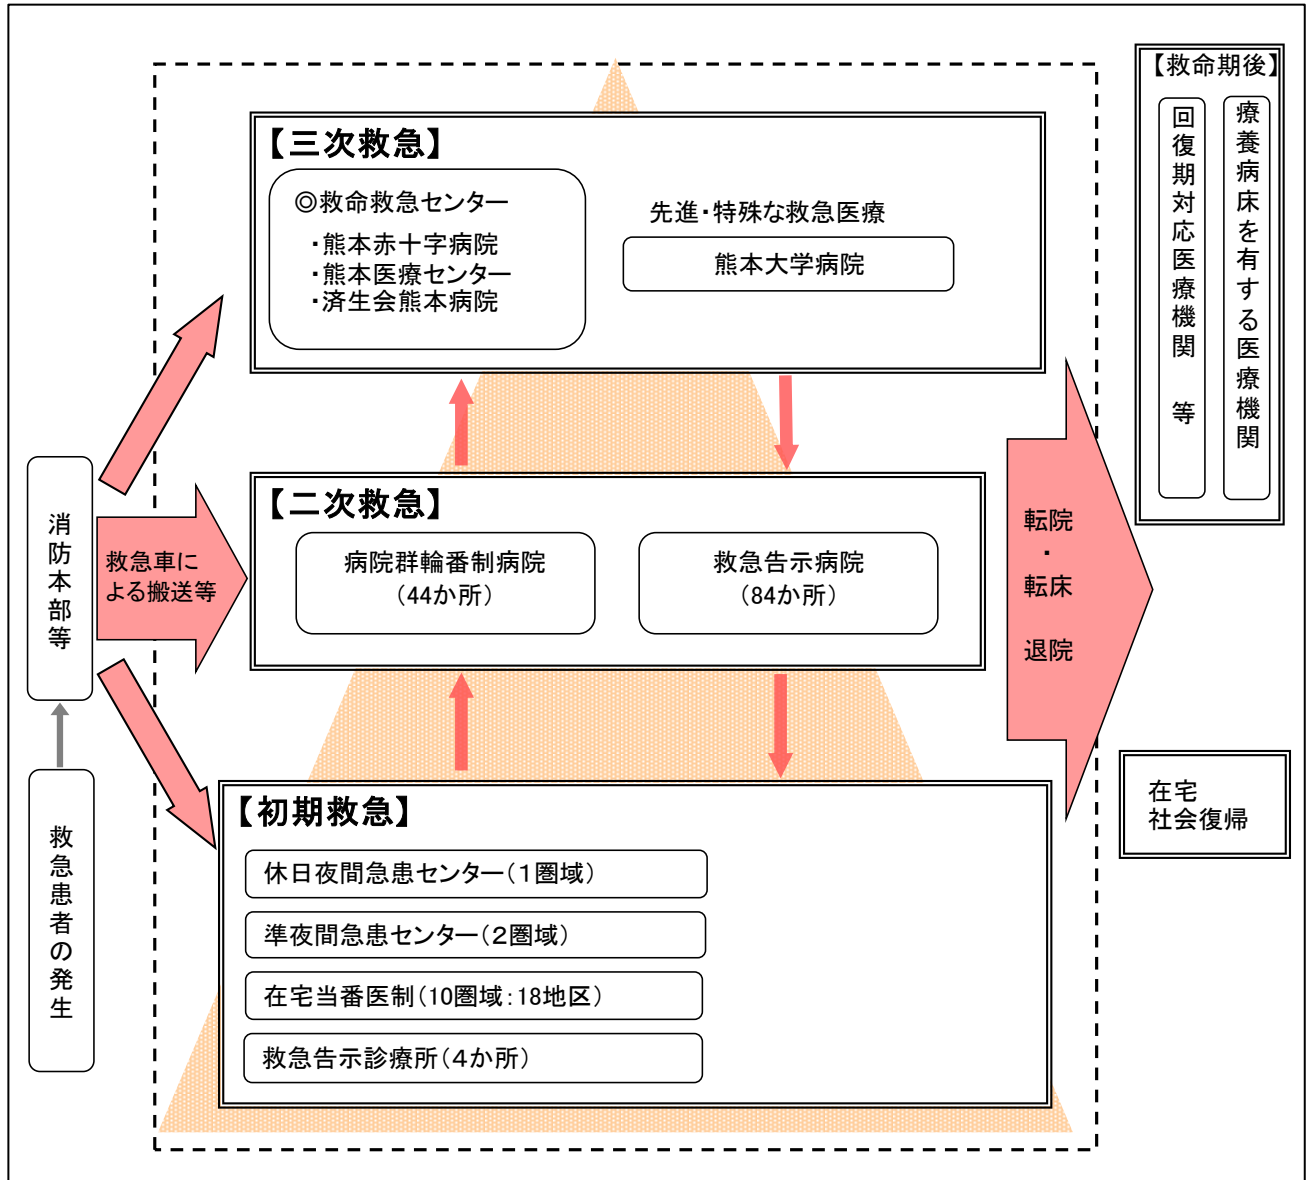 【三次救急】
◎救命救急センター
・熊本赤十字病院
・熊本医療センター
・済生会熊本病院
先進・特殊な救急医療
熊本大学病院
【二次救急】
病院群輪番制病院
（44か所）
救急告示病院
（84か所）
【初期救急】
休日夜間急患センター（１圏域）
準夜間急患センター（２圏域）
在宅当番医制（10圏域：18地区）
救急告示診療所（４か所）
消防本部等
救急患者の発生
救急車に
よる搬送等
転院
・
転床
退院
【救命期後】
回復期対応医療機関　等
療養病床を有する医療機関
在宅
社会復帰